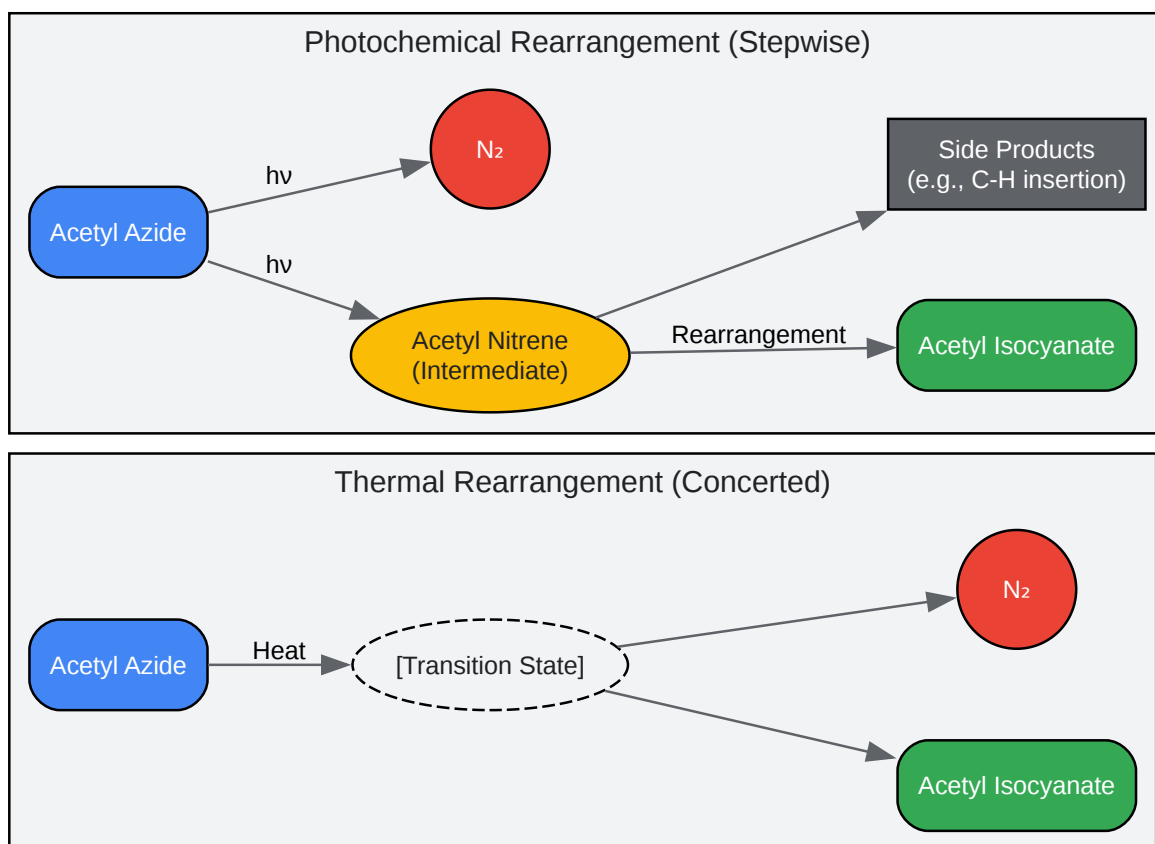 Photochemical Rearrangement (Stepwise)
N₂
Side Products
(e.g., C-H insertion)
hν
Acetyl Azide
hν
Acetyl Nitrene
(Intermediate)
Rearrangement
Acetyl Isocyanate
Thermal Rearrangement (Concerted)
N₂
Acetyl Azide
Heat
[Transition State]
Acetyl Isocyanate